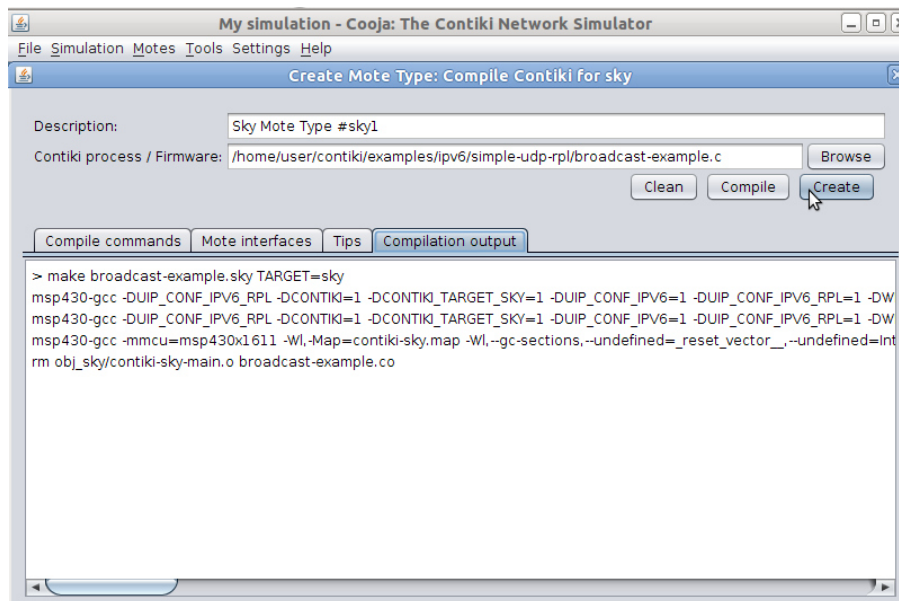 My simulation - Cooja: The Contiki Network Simulator
File Simulation Motes Tools Settings Help
Create Mote Type: Compile Contiki for sky
Description: Sky Mote Type #sky1
Contiki process / Firmware: /home/user/contiki/examples/ipv6/simple-udp-rpl/broadcast-example.c Browse
Clean Compile Create
Compile commands Mote interfaces Tips Compilation output
> make broadcast-example.sky TARGET=sky
msp430-gcc -DUIP_CONF_IPV6_RPL -DCONTIKI=1 -DCONTIKI_TARGET_SKY=1 -DUIP_CONF_IPV6=1 -DUIP_CONF_IPV6_RPL=1 -DW
msp430-gcc -DUIP_CONF_IPV6_RPL -DCONTIKI=1 -DCONTIKI_TARGET_SKY=1 -DUIP_CONF_IPV6=1 -DUIP_CONF_IPV6_RPL=1 -DW
msp430-gcc -mmcu=msp430x1611 -Wl,-Map=contiki-sky.map -Wl,--gc-sections,--undefined=_reset_vector__,--undefined=Int
rm obj_sky/contiki-sky-main.o broadcast-example.co